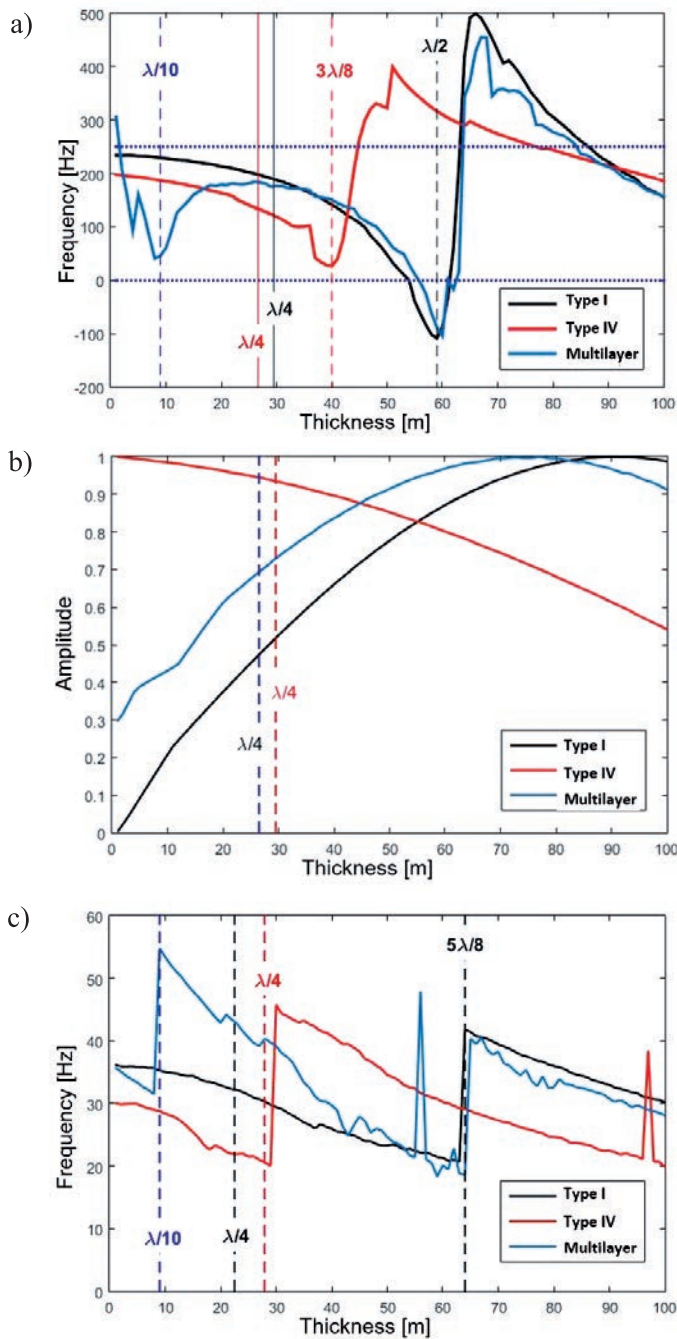 a)
500
400
300
200
100
0
-100
-200
Frequency [Hz]
λ/10
3λ/8
λ/2
λ/4
λ/4
Type I
Type IV
Multilayer
0 10 20 30 40 50 60 70 80 90 100
Thickness [m]
b)
1
0.9
0.8
0.7
0.6
0.5
0.4
0.3
0.2
0.1
0
Amplitude
λ/4
λ/4
Type I
Type IV
Multilayer
0 10 20 30 40 50 60 70 80 90 100
Thickness [m]
c)
60
50
40
30
20
10
0
Frequency [Hz]
5λ/8
λ/4
λ/10
λ/4
Type I
Type IV
Multilayer
0 10 20 30 40 50 60 70 80 90 100
Thickness [m]